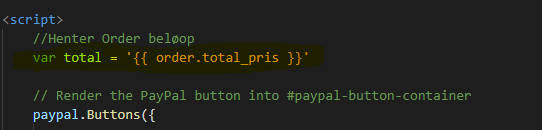 <script>
//Henter Order beløop
var total = '{{ order.total_pris }}'
// Render the PayPal button into #paypal-button-container
paypal.Buttons({